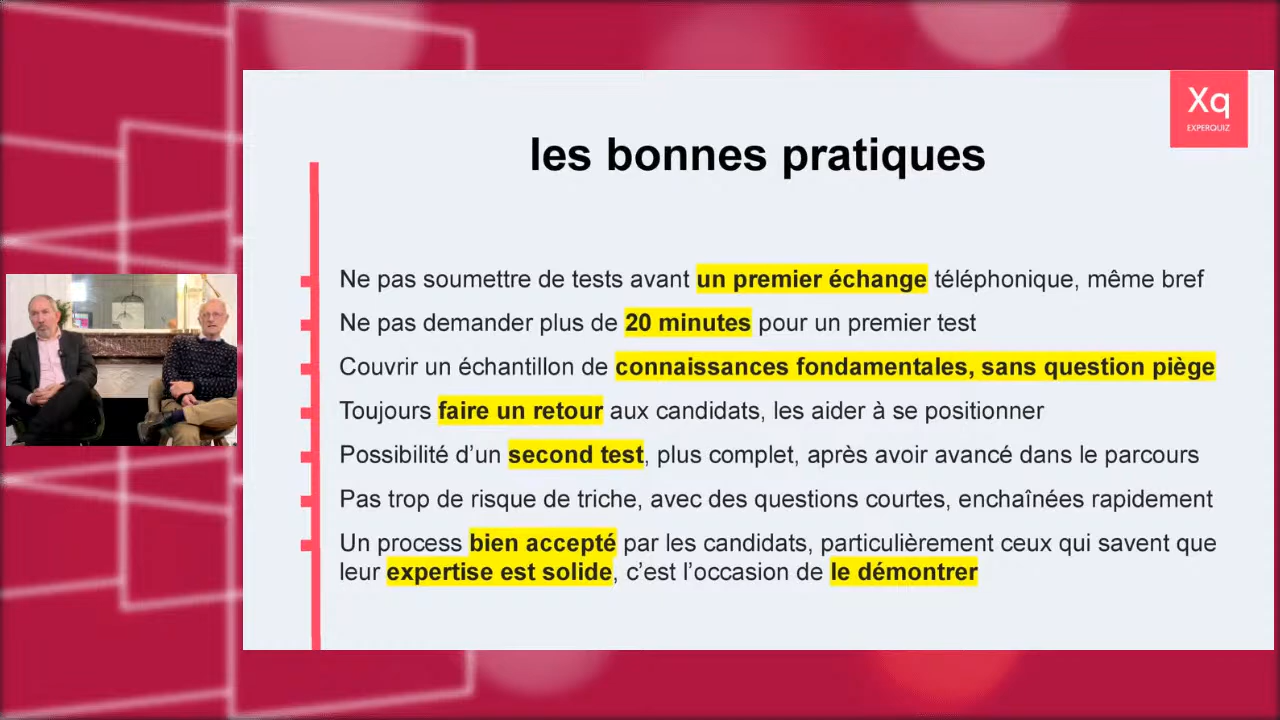 Xq
EXPERQUIZ
les bonnes pratiques
Ne pas soumettre de tests avant un premier échange téléphonique, même bref
Ne pas demander plus de 20 minutes pour un premier test
Couvrir un échantillon de connaissances fondamentales, sans question piège
Toujours faire un retour aux candidats, les aider à se positionner
Possibilité d’un second test, plus complet, après avoir avancé dans le parcours
Pas trop de risque de triche, avec des questions courtes, enchaînées rapidement
Un process bien accepté par les candidats, particulièrement ceux qui savent que
leur expertise est solide, c’est l’occasion de le démontrer